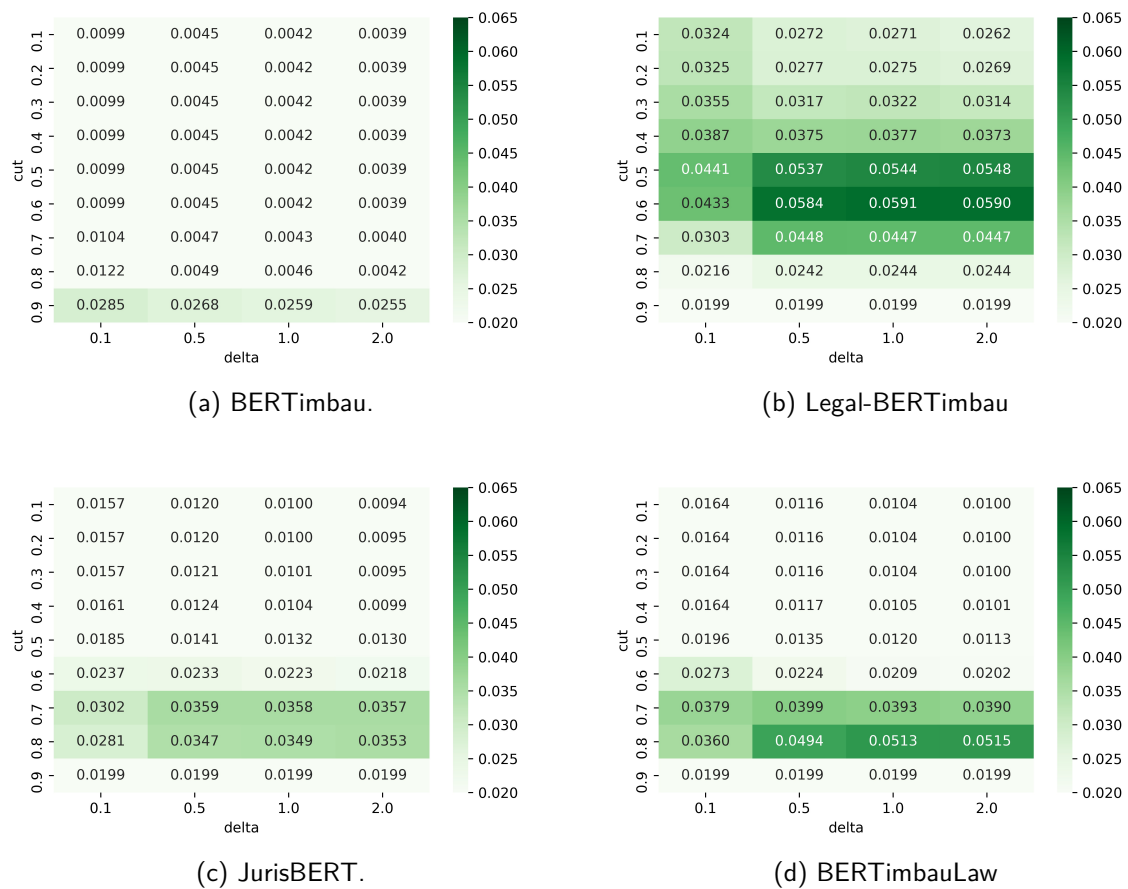 0.1 0.0099 0.0045 0.0042 0.0039
0.2 0.0099 0.0045 0.0042 0.0039
0.3 0.0099 0.0045 0.0042 0.0039
0.4 0.0099 0.0045 0.0042 0.0039
0.5 0.0099 0.0045 0.0042 0.0039
0.6 0.0099 0.0045 0.0042 0.0039
0.7 0.0104 0.0047 0.0043 0.0040
0.8 0.0122 0.0049 0.0046 0.0042
0.9 0.0285 0.0268 0.0259 0.0255
cut
0.1 0.5 1.0 2.0
delta
0.065
0.060
0.055
0.050
0.045
0.040
0.035
0.030
0.025
0.020
(a) BERTimbau.
0.1 0.0324 0.0272 0.0271 0.0262
0.2 0.0325 0.0277 0.0275 0.0269
0.3 0.0355 0.0317 0.0322 0.0314
0.4 0.0387 0.0375 0.0377 0.0373
0.5 0.0441 0.0537 0.0544 0.0548
0.6 0.0433 0.0584 0.0591 0.0590
0.7 0.0303 0.0448 0.0447 0.0447
0.8 0.0216 0.0242 0.0244 0.0244
0.9 0.0199 0.0199 0.0199 0.0199
cut
0.1 0.5 1.0 2.0
delta
0.065
0.060
0.055
0.050
0.045
0.040
0.035
0.030
0.025
0.020
(b) Legal-BERTimbau
0.1 0.0157 0.0120 0.0100 0.0094
0.2 0.0157 0.0120 0.0100 0.0095
0.3 0.0157 0.0121 0.0101 0.0095
0.4 0.0161 0.0124 0.0104 0.0099
0.5 0.0185 0.0141 0.0132 0.0130
0.6 0.0237 0.0233 0.0223 0.0218
0.7 0.0302 0.0359 0.0358 0.0357
0.8 0.0281 0.0347 0.0349 0.0353
0.9 0.0199 0.0199 0.0199 0.0199
cut
0.1 0.5 1.0 2.0
delta
0.065
0.060
0.055
0.050
0.045
0.040
0.035
0.030
0.025
0.020
(c) JurisBERT.
0.1 0.0164 0.0116 0.0104 0.0100
0.2 0.0164 0.0116 0.0104 0.0100
0.3 0.0164 0.0116 0.0104 0.0100
0.4 0.0164 0.0117 0.0105 0.0101
0.5 0.0196 0.0135 0.0120 0.0113
0.6 0.0273 0.0224 0.0209 0.0202
0.7 0.0379 0.0399 0.0393 0.0390
0.8 0.0360 0.0494 0.0513 0.0515
0.9 0.0199 0.0199 0.0199 0.0199
cut
0.1 0.5 1.0 2.0
delta
0.065
0.060
0.055
0.050
0.045
0.040
0.035
0.030
0.025
0.020
(d) BERTimbauLaw